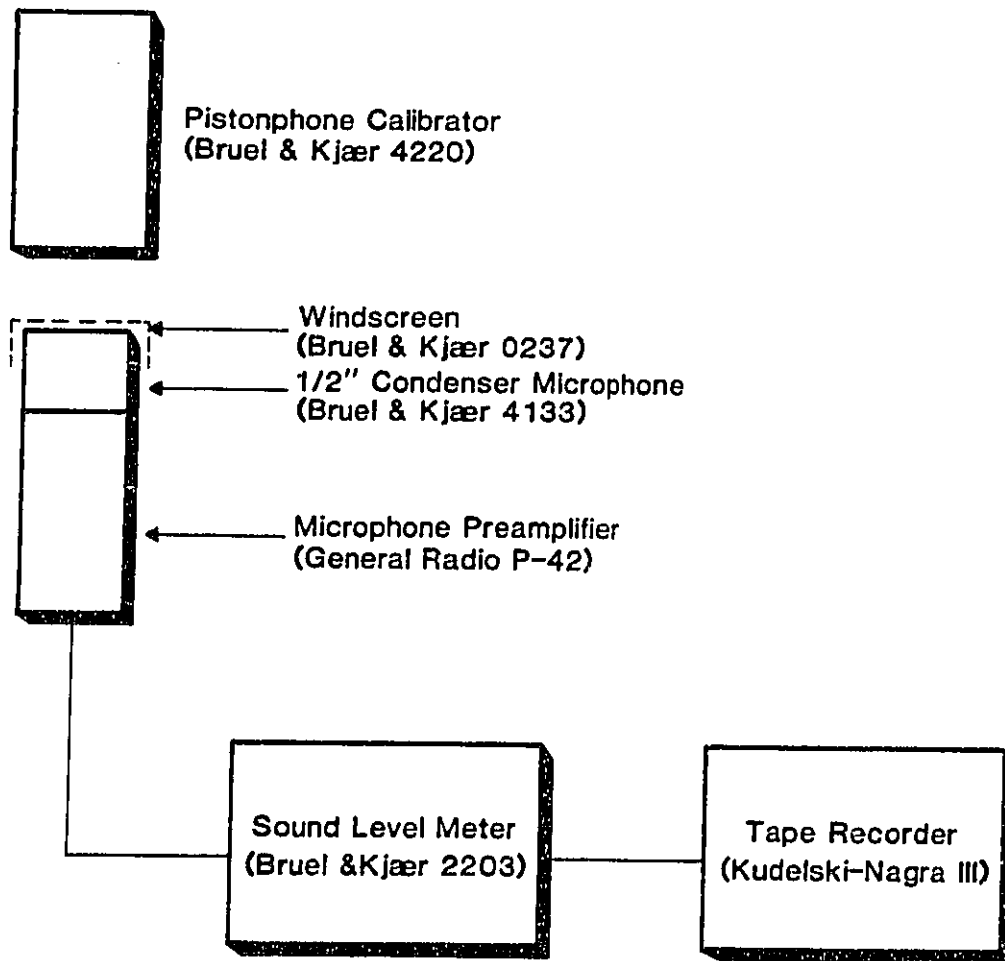 Pistonphone Calibrator
(Bruel & Kjær 4220)
Windscreen
(Bruel & Kjær 0237)
1/2" Condenser Microphone
(Bruel & Kjær 4133)
Microphone Preamplifier
(General Radio P-42)
Sound Level Meter
(Bruel &Kjær 2203)
Tape Recorder
(Kudelski-Nagra III)